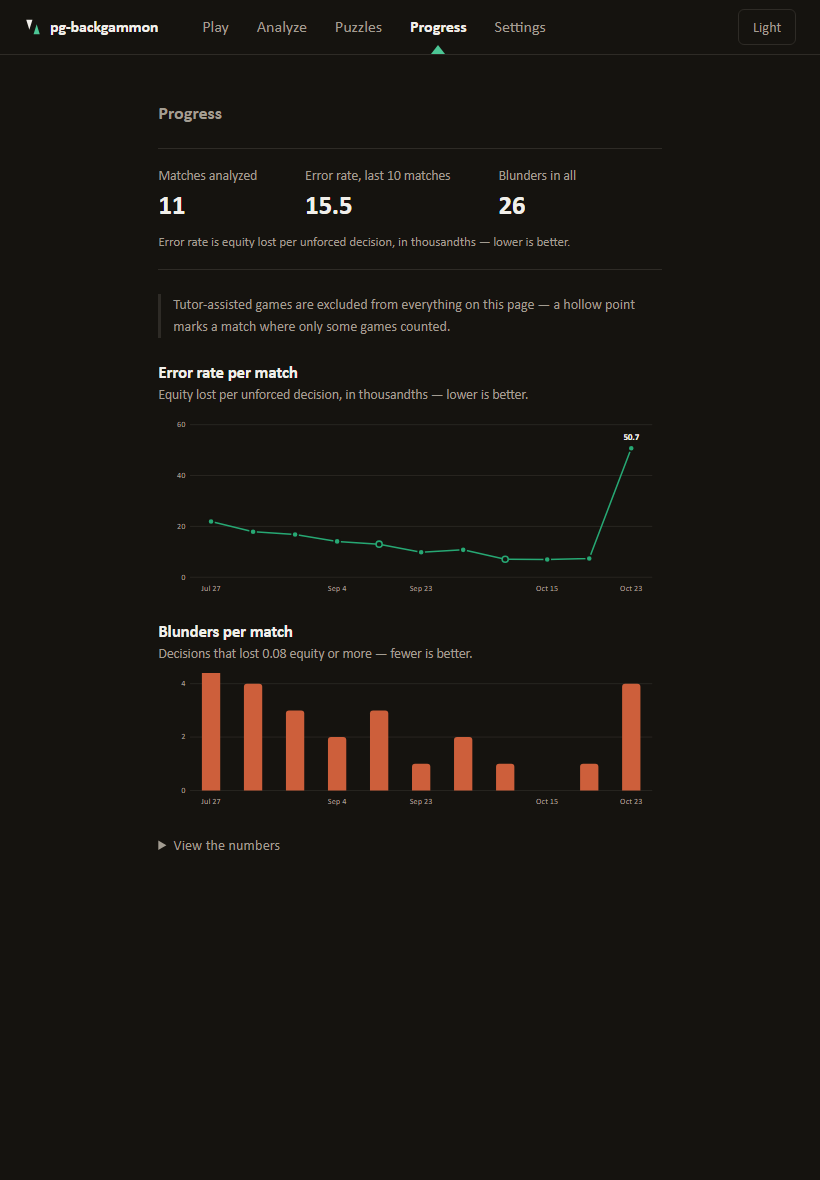 pg-backgammon Play Analyze Puzzles Progress Settings Light
Progress
Matches analyzed Error rate, last 10 matches Blunders in all
11 15.5 26
Error rate is equity lost per unforced decision, in thousandths — lower is better.
Tutor-assisted games are excluded from everything on this page — a hollow point
marks a match where only some games counted.
Error rate per match
Equity lost per unforced decision, in thousandths — lower is better.
60
50.7
40
20
0
Jul 27 Sep 4 Sep 23 Oct 15 Oct 23
Blunders per match
Decisions that lost 0.08 equity or more — fewer is better.
4
2
0
Jul 27 Sep 4 Sep 23 Oct 15 Oct 23
View the numbers